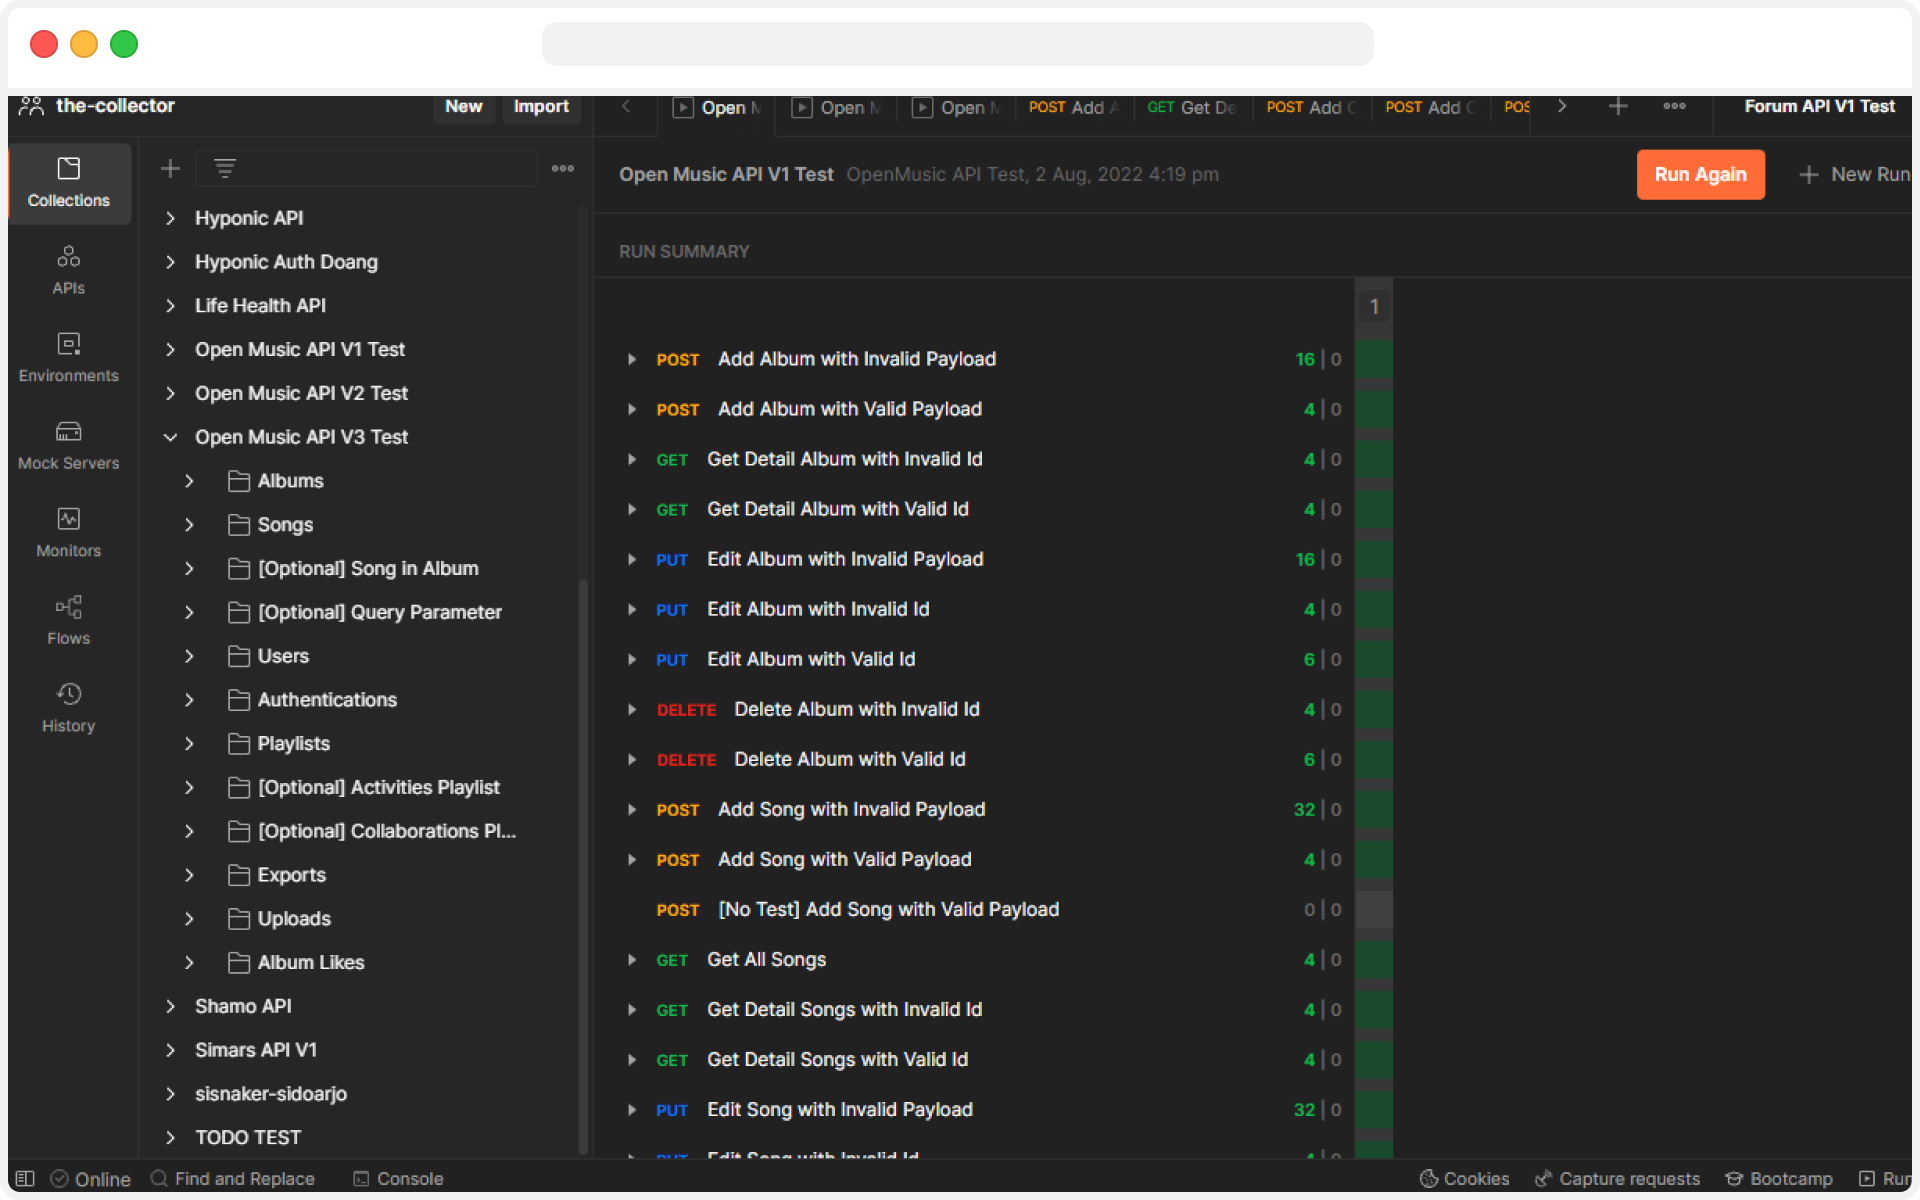 the-collector
New
Import
Open M
Open M
Open M
POST Add A
GET Get De
POST Add C
POST Add C
POS
Forum API V1 Test
Collections
APIs
Environments
Mock Servers
Monitors
Flows
History
Hyponic API
Hyponic Auth Doang
Life Health API
Open Music API V1 Test
Open Music API V2 Test
Open Music API V3 Test
Albums
Songs
[Optional] Song in Album
[Optional] Query Parameter
Users
Authentications
Playlists
[Optional] Activities Playlist
[Optional] Collaborations Pl...
Exports
Uploads
Album Likes
Shamo API
Simars API V1
sisnaker-sidoarjo
TODO TEST
Open Music API V1 Test OpenMusic API Test, 2 Aug, 2022 4:19 pm
Run Again
New Run
RUN SUMMARY
1
POST Add Album with Invalid Payload 16 | 0
POST Add Album with Valid Payload 4 | 0
GET Get Detail Album with Invalid Id 4 | 0
GET Get Detail Album with Valid Id 4 | 0
PUT Edit Album with Invalid Payload 16 | 0
PUT Edit Album with Invalid Id 4 | 0
PUT Edit Album with Valid Id 6 | 0
DELETE Delete Album with Invalid Id 4 | 0
DELETE Delete Album with Valid Id 6 | 0
POST Add Song with Invalid Payload 32 | 0
POST Add Song with Valid Payload 4 | 0
POST [No Test] Add Song with Valid Payload 0 | 0
GET Get All Songs 4 | 0
GET Get Detail Songs with Invalid Id 4 | 0
GET Get Detail Songs with Valid Id 4 | 0
PUT Edit Song with Invalid Payload 32 | 0
PUT Edit Song with Invalid Id 4 | 0
Online
Find and Replace
Console
Cookies
Capture requests
Bootcamp
Run